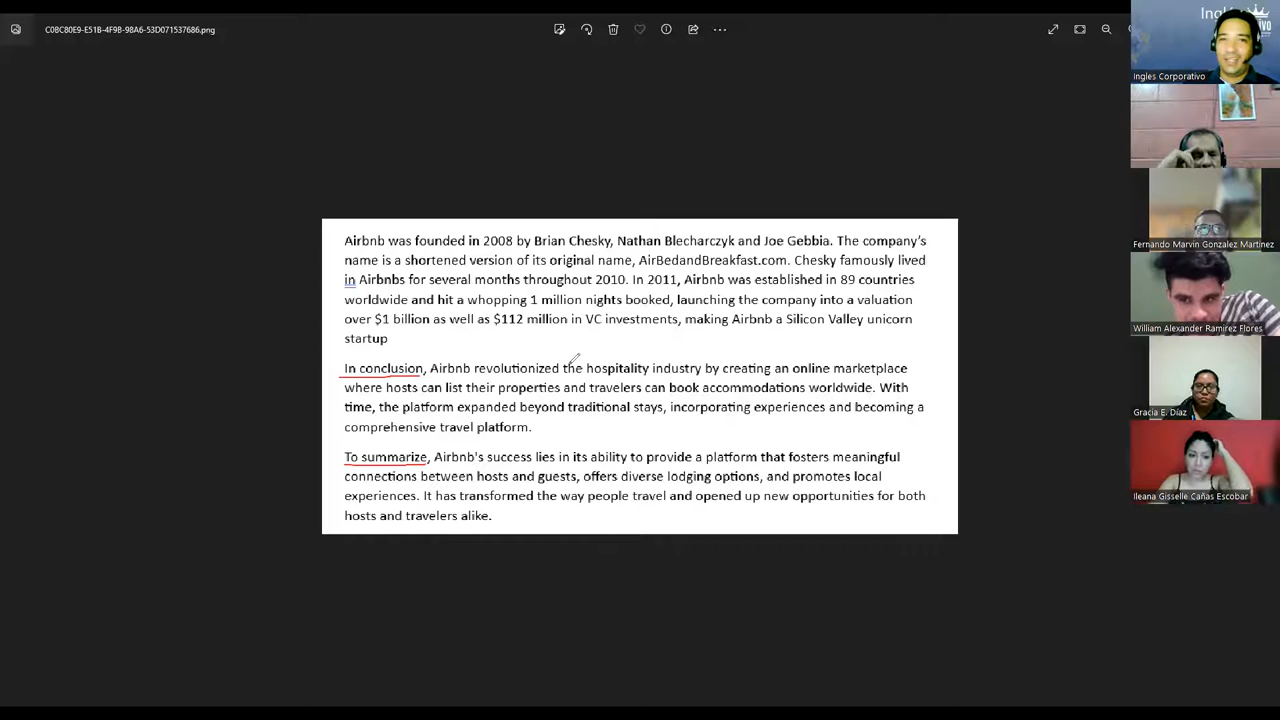 C08C80E9-E51B-4F9B-98A6-53D071537686.png
Airbnb was founded in 2008 by Brian Chesky, Nathan Blecharczyk and Joe Gebbia. The company's
name is a shortened version of its original name, AirBedandBreakfast.com. Chesky famously lived
in Airbnbs for several months throughout 2010. In 2011, Airbnb was established in 89 countries
worldwide and hit a whopping 1 million nights booked, launching the company into a valuation
over $1 billion as well as $112 million in VC investments, making Airbnb a Silicon Valley unicorn
startup
In conclusion, Airbnb revolutionized the hospitality industry by creating an online marketplace
where hosts can list their properties and travelers can book accommodations worldwide. With
time, the platform expanded beyond traditional stays, incorporating experiences and becoming a
comprehensive travel platform.
To summarize, Airbnb's success lies in its ability to provide a platform that fosters meaningful
connections between hosts and guests, offers diverse lodging options, and promotes local
experiences. It has transformed the way people travel and opened up new opportunities for both
hosts and travelers alike.
Ingles Corporativo
Fernando Marvin Gonzalez Martinez
William Alexander Ramirez Flores
Gracia E. Díaz
Ileana Gisselle Cañas Escobar